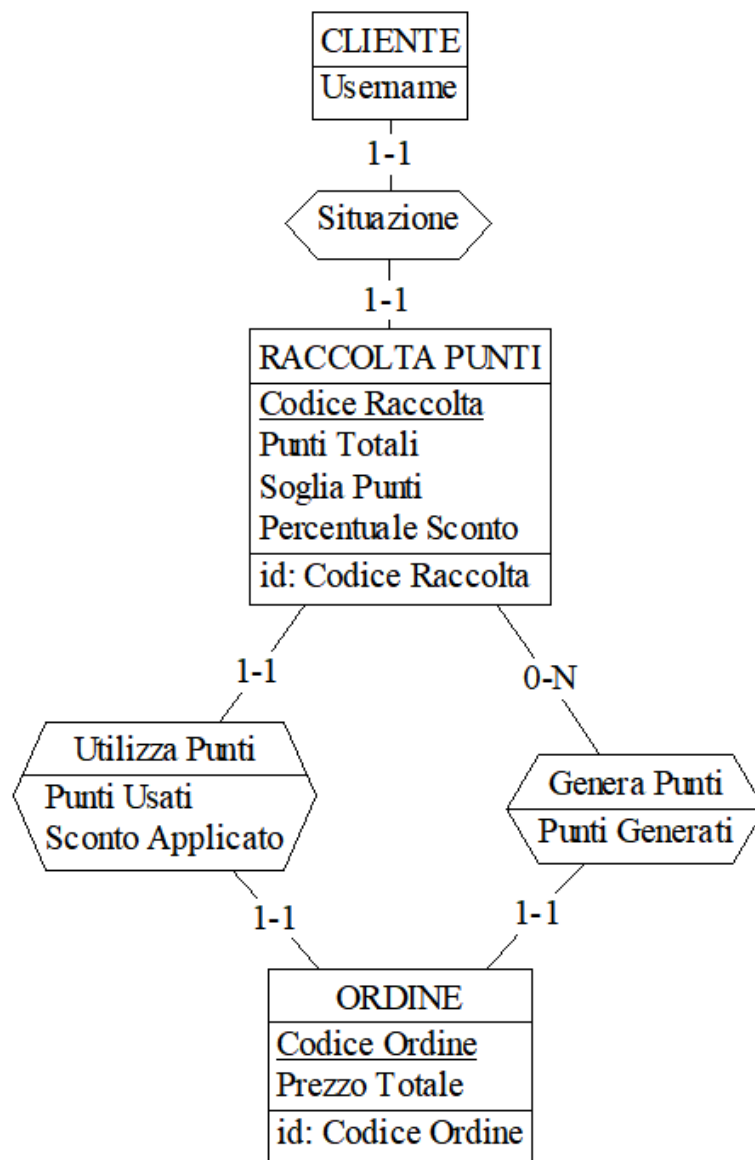 CLIENTE
Username
1-1
Situazione
1-1
RACCOLTA PUNTI
Codice Raccolta
Punti Totali
Soglia Punti
Percentuale Sconto
id: Codice Raccolta
1-1
0-N
Utilizza Punti
Punti Usati
Sconto Applicato
Genera Punti
Punti Generati
1-1
1-1
ORDINE
Codice Ordine
Prezzo Totale
id: Codice Ordine